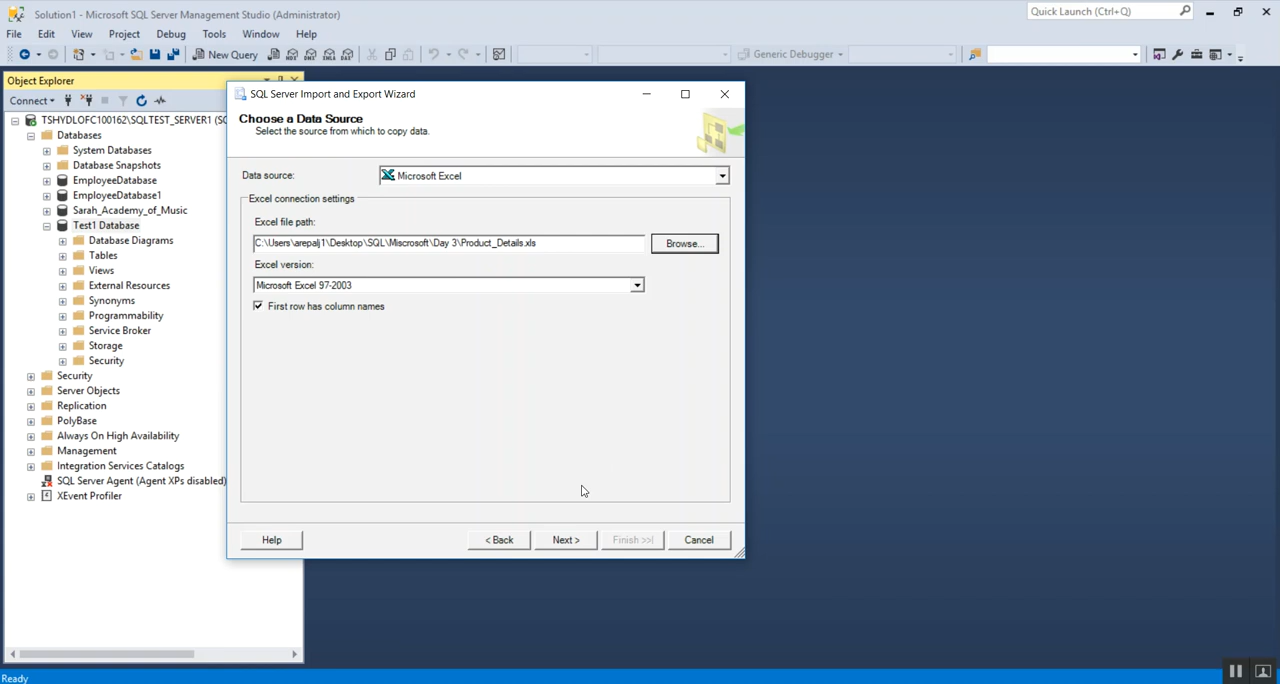 Solution1 - Microsoft SQL Server Management Studio (Administrator)
Quick Launch (Ctrl+Q)
File Edit View Project Debug Tools Window Help
New Query
Generic Debugger
Object Explorer
Connect
TSHYDLOFC100162\SQLTEST_SERVER1 (SQ
Databases
System Databases
Database Snapshots
EmployeeDatabase
EmployeeDatabase1
Sarah_Academy_of_Music
Test1 Database
Database Diagrams
Tables
Views
External Resources
Synonyms
Programmability
Service Broker
Storage
Security
Security
Server Objects
Replication
PolyBase
Always On High Availability
Management
Integration Services Catalogs
SQL Server Agent (Agent XPs disabled)
XEvent Profiler
SQL Server Import and Export Wizard
Choose a Data Source
Select the source from which to copy data.
Data source:
Microsoft Excel
Excel connection settings
Excel file path:
C:\Users\arepalj1\Desktop\SQL\Miscrosoft\Day 3\Product_Details.xls
Browse...
Excel version:
Microsoft Excel 97-2003
First row has column names
Help
< Back
Next >
Finish >>|
Cancel
Ready